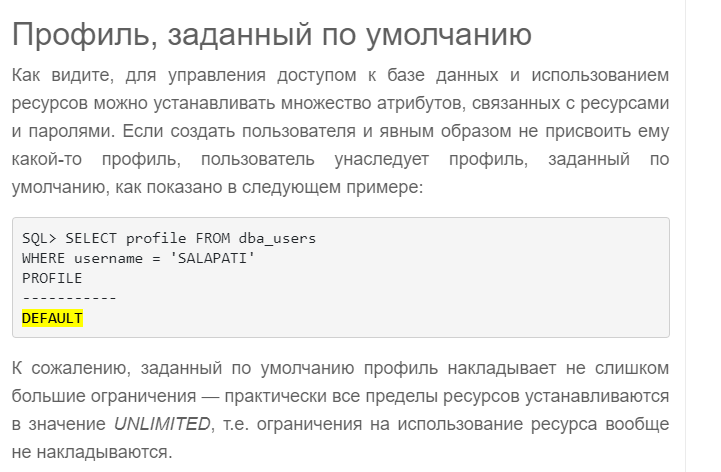 Профиль, заданный по умолчанию
Как видите, для управления доступом к базе данных и использованием
ресурсов можно устанавливать множество атрибутов, связанных с ресурсами
и паролями. Если создать пользователя и явным образом не присвоить ему
какой-то профиль, пользователь унаследует профиль, заданный по
умолчанию, как показано в следующем примере:
SQL> SELECT profile FROM dba_users
WHERE username = 'SALAPATI'
PROFILE
-----------
DEFAULT
К сожалению, заданный по умолчанию профиль накладывает не слишком
большие ограничения — практически все пределы ресурсов устанавливаются
в значение UNLIMITED, т.е. ограничения на использование ресурса вообще
не накладываются.